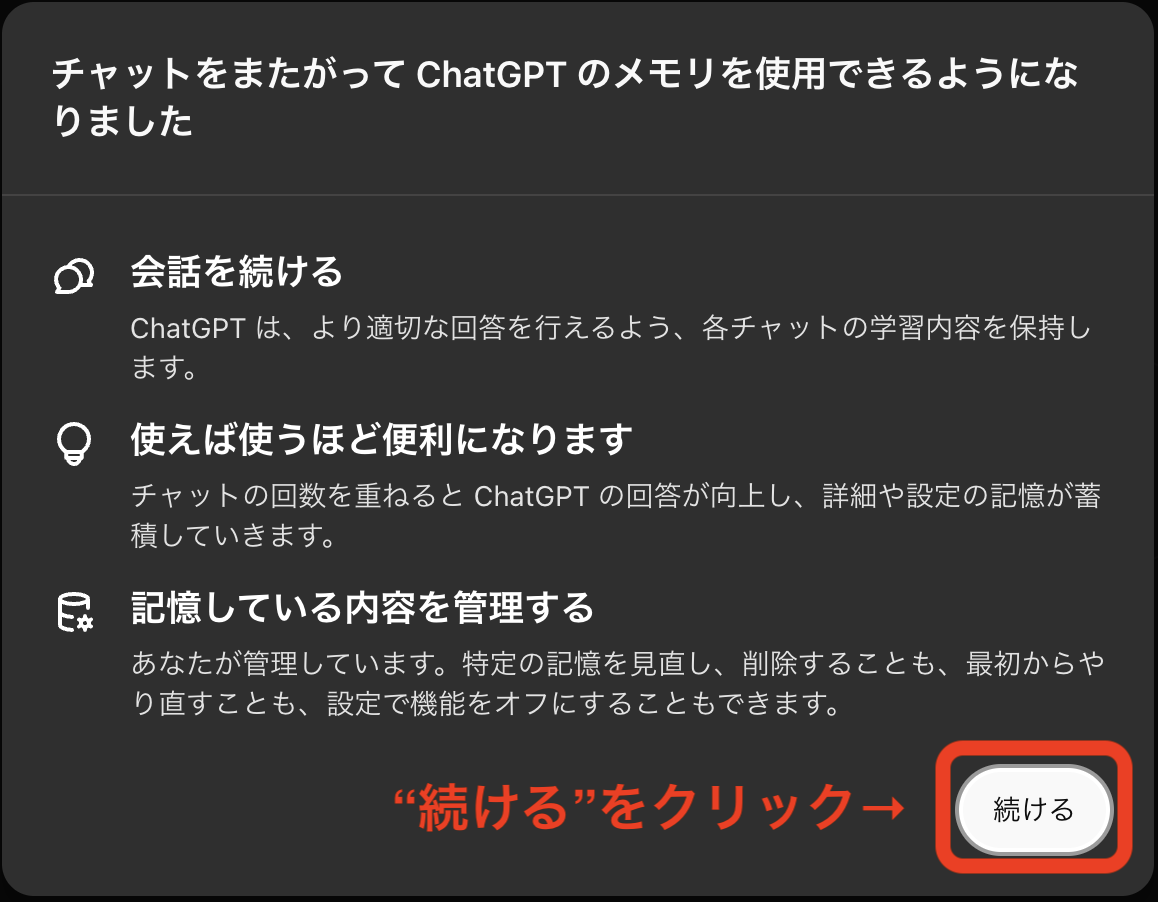 チャットをまたがって ChatGPT のメモリを使用できるようにな
りました
会話を続ける
ChatGPT は、より適切な回答を行えるよう、各チャットの学習内容を保持し
ます。
使えば使うほど便利になります
チャットの回数を重ねると ChatGPT の回答が向上し、詳細や設定の記憶が蓄
積していきます。
記憶している内容を管理する
あなたが管理しています。特定の記憶を見直し、削除することも、最初からや
り直すことも、設定で機能をオフにすることもできます。
“続ける”をクリック→
続ける